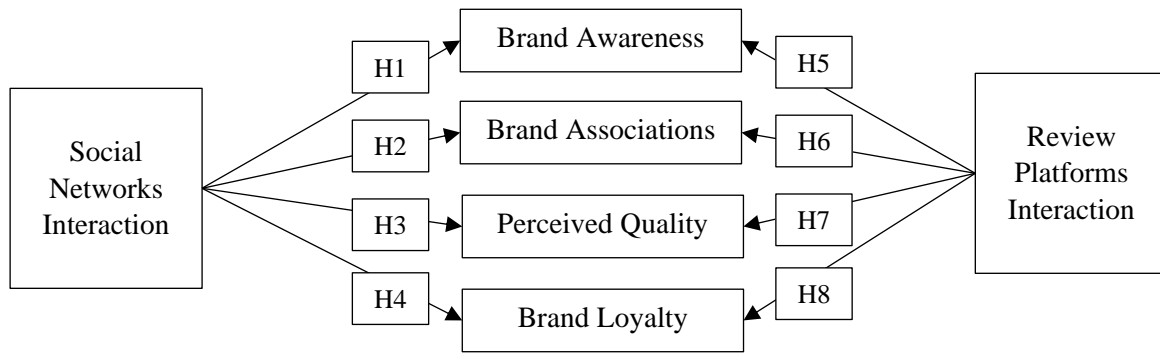 Social
Networks
Interaction
H1
H2
H3
H4
Brand Awareness
Brand Associations
Perceived Quality
Brand Loyalty
H5
H6
H7
H8
Review
Platforms
Interaction